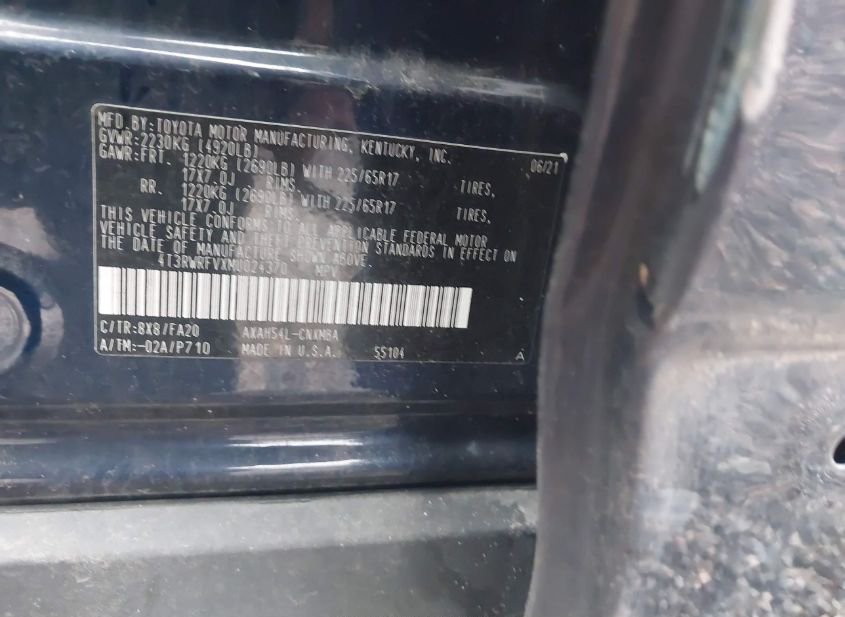 MFD.BY:TOYOTA MOTOR MANUFACTURING, KENTUCKY, INC.
GVWR:2230KG (4920LB) 06/21
GAWR:FRT. 1220KG (2690LB) WITH 225/65R17 TIRES,
17X7.0J RIMS,
RR. 1220KG (2690LB) WITH 225/65R17 TIRES,
17X7.0J RIMS.
THIS VEHICLE CONFORMS TO ALL APPLICABLE FEDERAL MOTOR
VEHICLE SAFETY AND THEFT PREVENTION STANDARDS IN EFFECT ON
THE DATE OF MANUFACTURE SHOWN ABOVE.
4T3RWRFVXMU024370 MPV
C/TR:8X8/FA20 AXAH54L-CNXMBA
A/TM:-02A/P710 MADE IN U.S.A. 55104 A